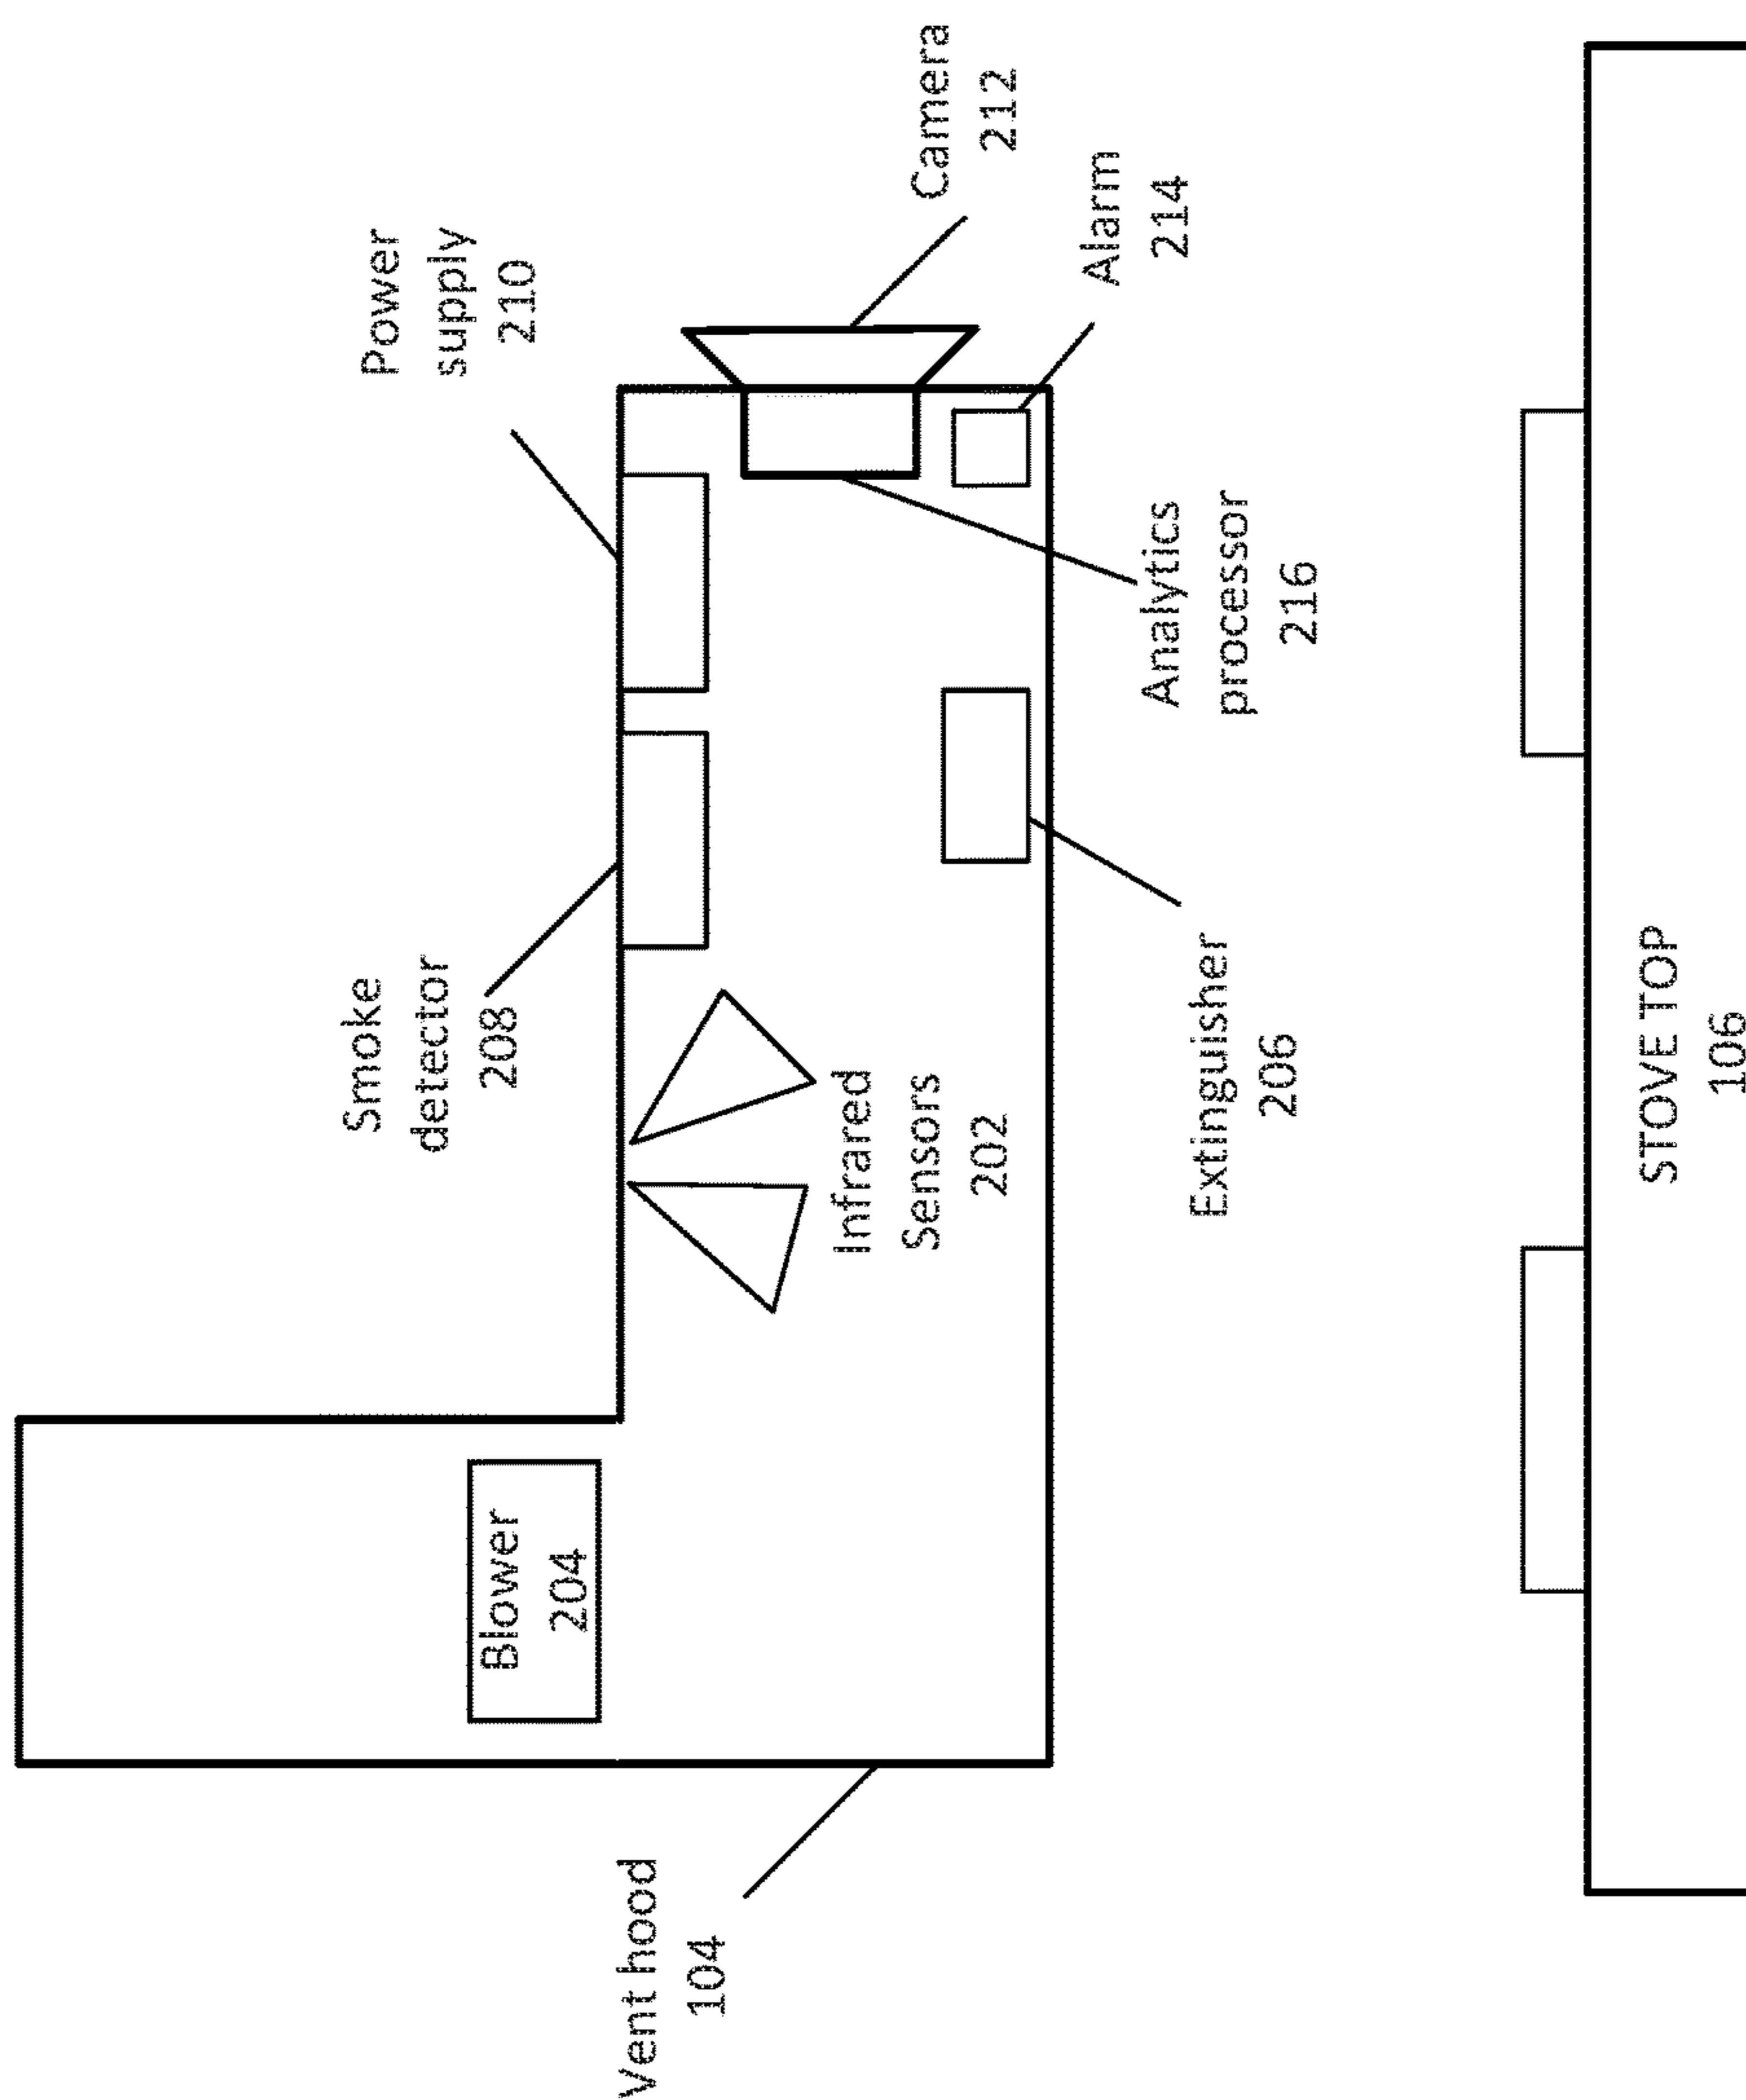 Power
supply
210
Smoke
detector
208
Camera
212
Blower
204
Alarm
214
Infrared
Sensors
202
Vent hood
104
Analytics
processor
216
Extinguisher
206
STOVE TOP
106